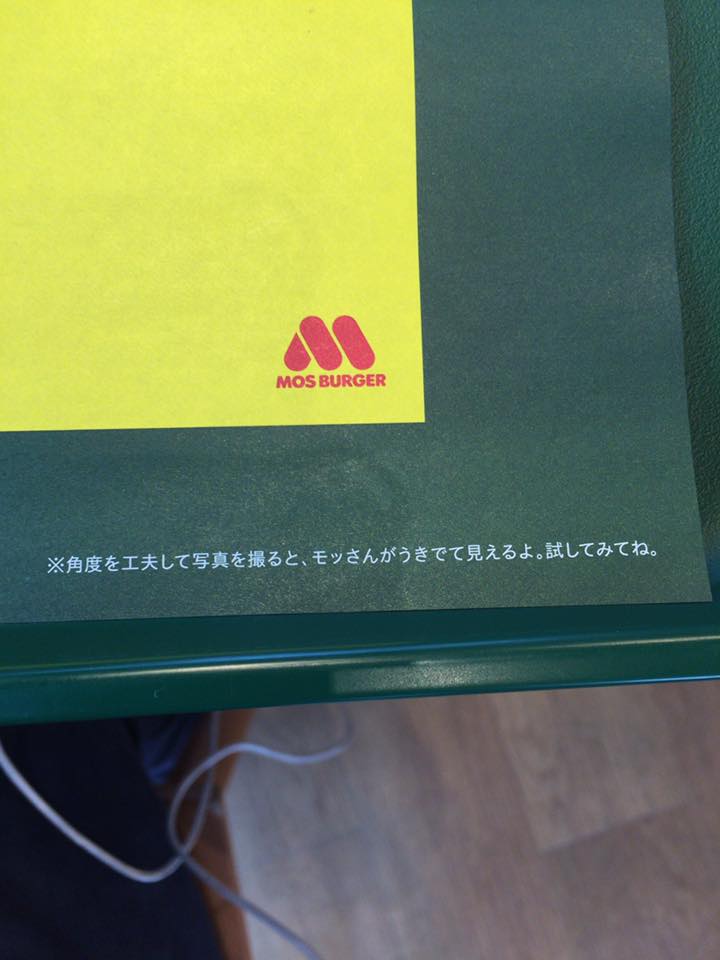 MOS BURGER
※角度を工夫して写真を撮ると、モッさんがうきでて見えるよ。試してみてね。